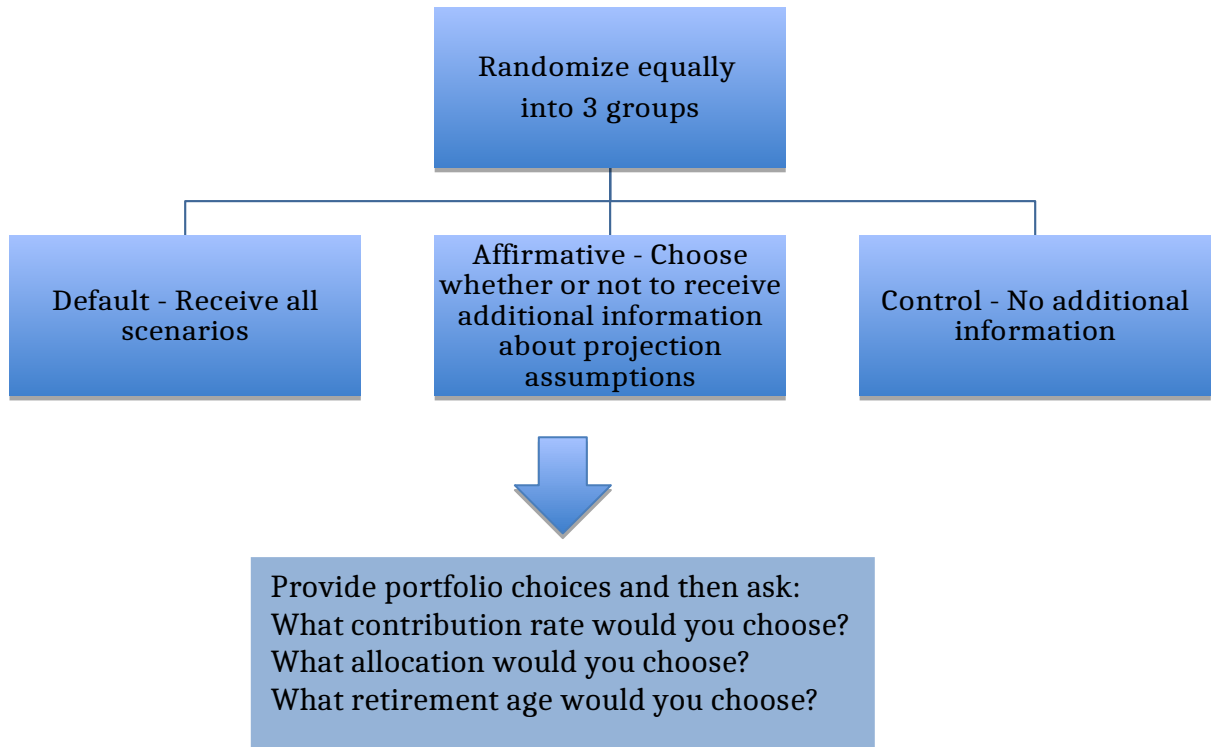 Randomize equally
into 3 groups
Default - Receive all
scenarios
Affirmative - Choose
whether or not to receive
additional information
about projection
assumptions
Control - No additional
information
Provide portfolio choices and then ask:
What contribution rate would you choose?
What allocation would you choose?
What retirement age would you choose?